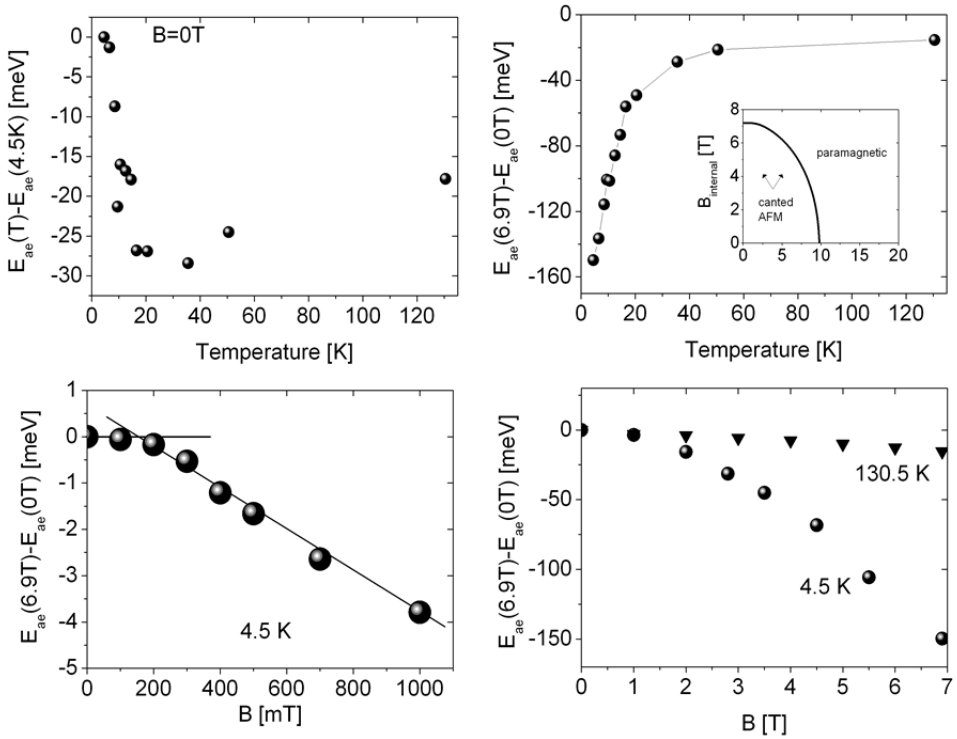 B=0T
0
-5
-10
-15
-20
-25
-30
0 20 40 60 80 100 120
Temperature [K]
E_ae(T)-E_ae(4.5K) [meV]
0
-40
-80
-120
-160
0 20 40 60 80 100 120
Temperature [K]
E_ae(6.9T)-E_ae(0T) [meV]
8
6
4
2
0
0 5 10 15 20
B_internal [T]
paramagnetic
canted
AFM
1
0
-1
-2
-3
-4
-5
0 200 400 600 800 1000
B [mT]
E_ae(6.9T)-E_ae(0T) [meV]
4.5 K
0
-50
-100
-150
0 1 2 3 4 5 6 7
B [T]
E_ae(6.9T)-E_ae(0T) [meV]
130.5 K
4.5 K